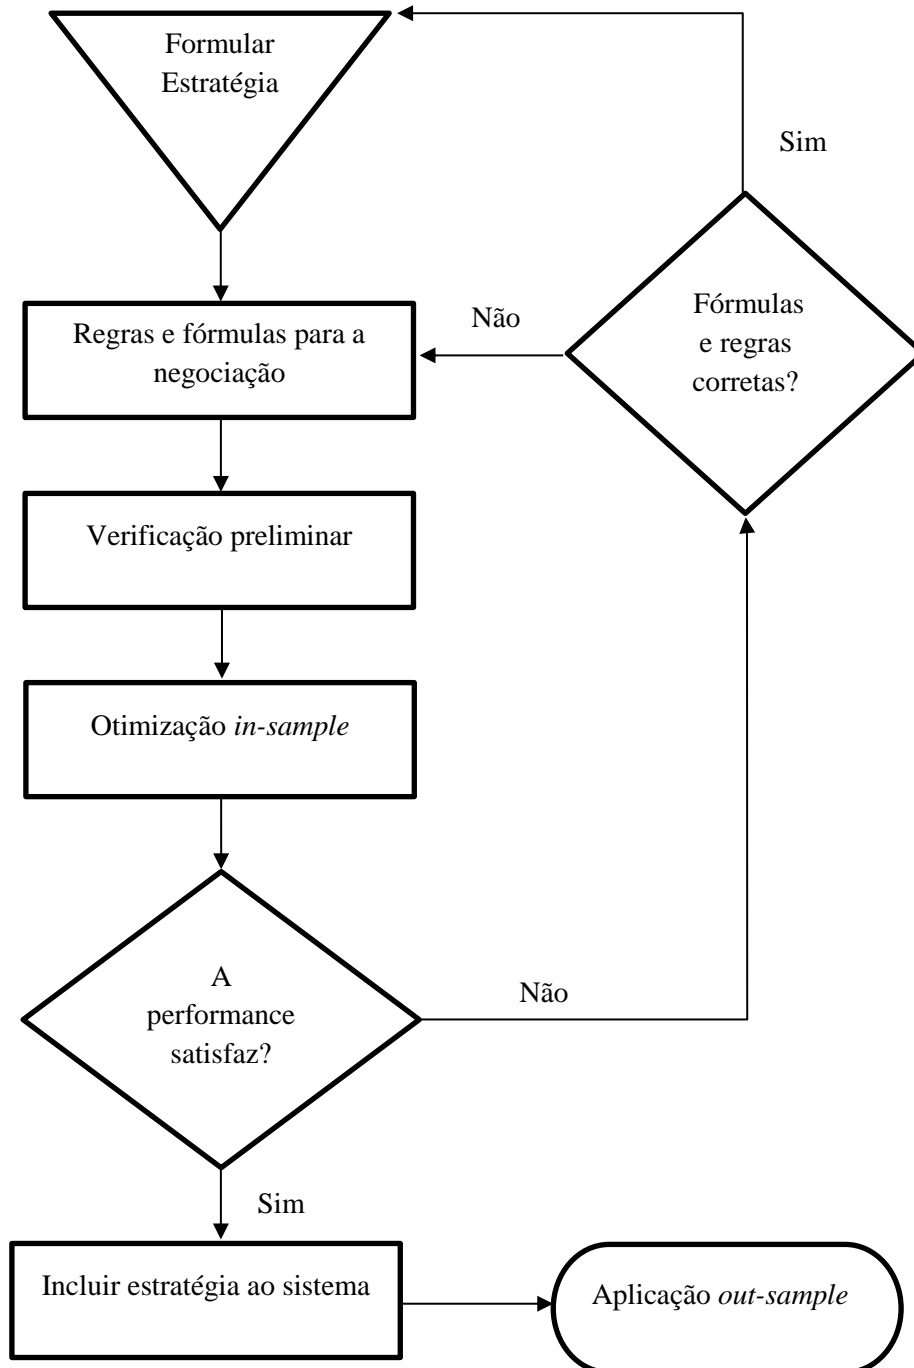 Formular
Estratégia
Sim
Fórmulas
e regras
corretas?
Não
Regras e fórmulas para a
negociação
Verificação preliminar
Otimização in-sample
A
performance
satisfaz?
Não
Sim
Incluir estratégia ao sistema
Aplicação out-sample